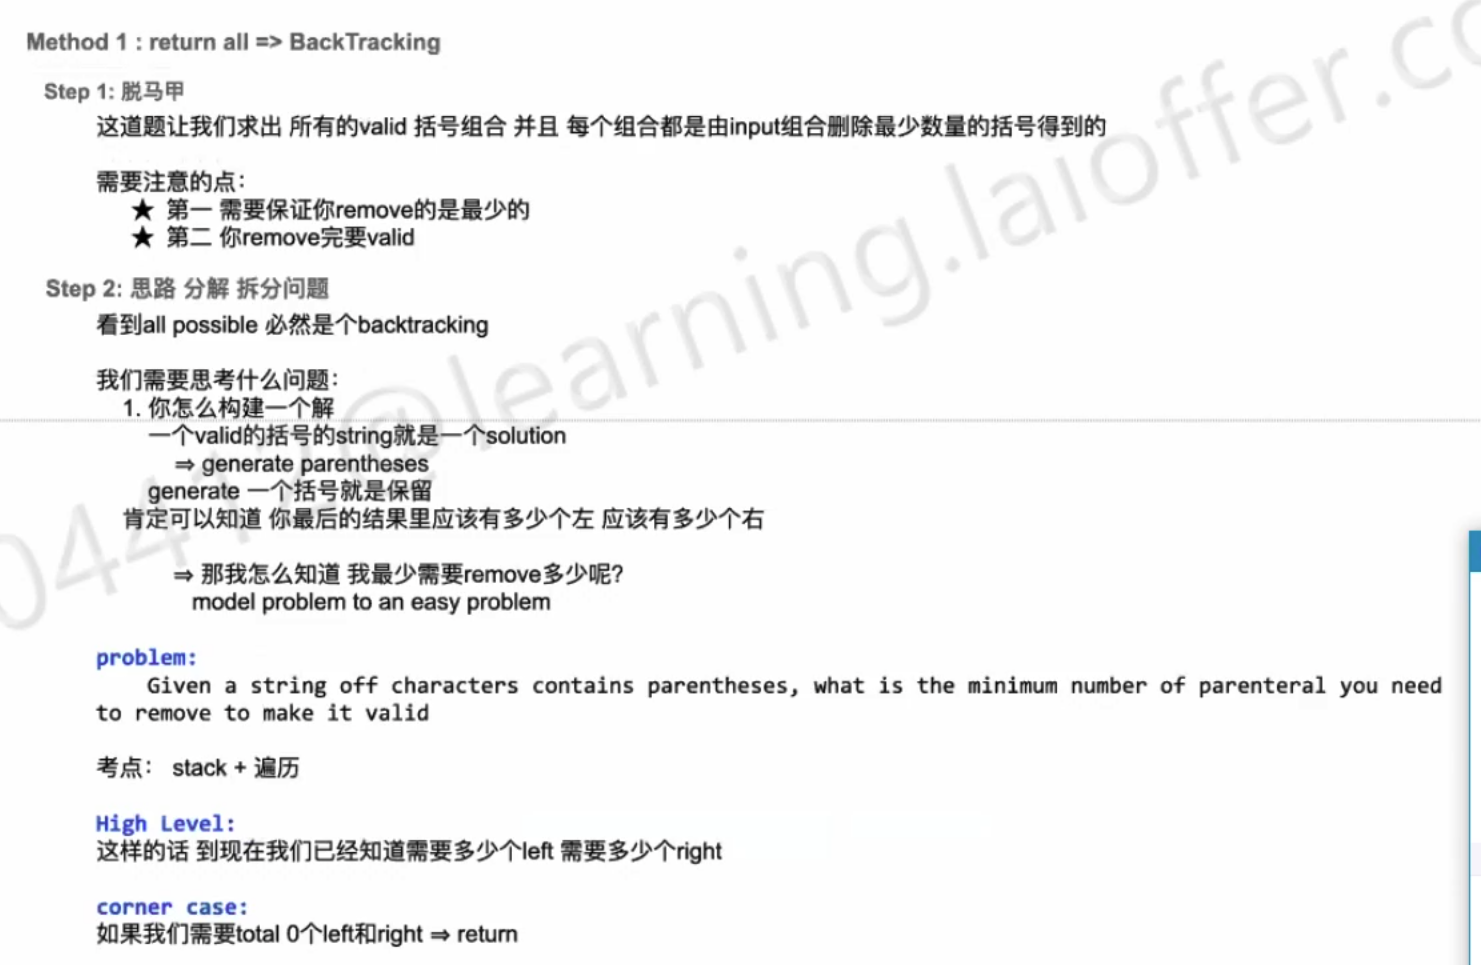 Method 1 : return all => BackTracking
Step 1: 脱马甲
这道题让我们求出 所有的valid 括号组合 并且 每个组合都是由input组合删除最少数量的括号得到的
需要注意的点：
★ 第一 需要保证你remove的是最少的
★ 第二 你remove完要valid
Step 2: 思路 分解 拆分问题
看到all possible 必然是个backtracking
我们需要思考什么问题：
1. 你怎么构建一个解
一个valid的括号的string就是一个solution
⇒ generate parentheses
generate 一个括号就是保留
肯定可以知道 你最后的结果里应该有多少个左 应该有多少个右
⇒ 那我怎么知道 我最少需要remove多少呢?
model problem to an easy problem
problem:
Given a string off characters contains parentheses, what is the minimum number of parenteral you need
to remove to make it valid
考点： stack + 遍历
High Level:
这样的话 到现在我们已经知道需要多少个left 需要多少个right
corner case:
如果我们需要total 0个left和right ⇒ return
04412@learning.laioffer.co